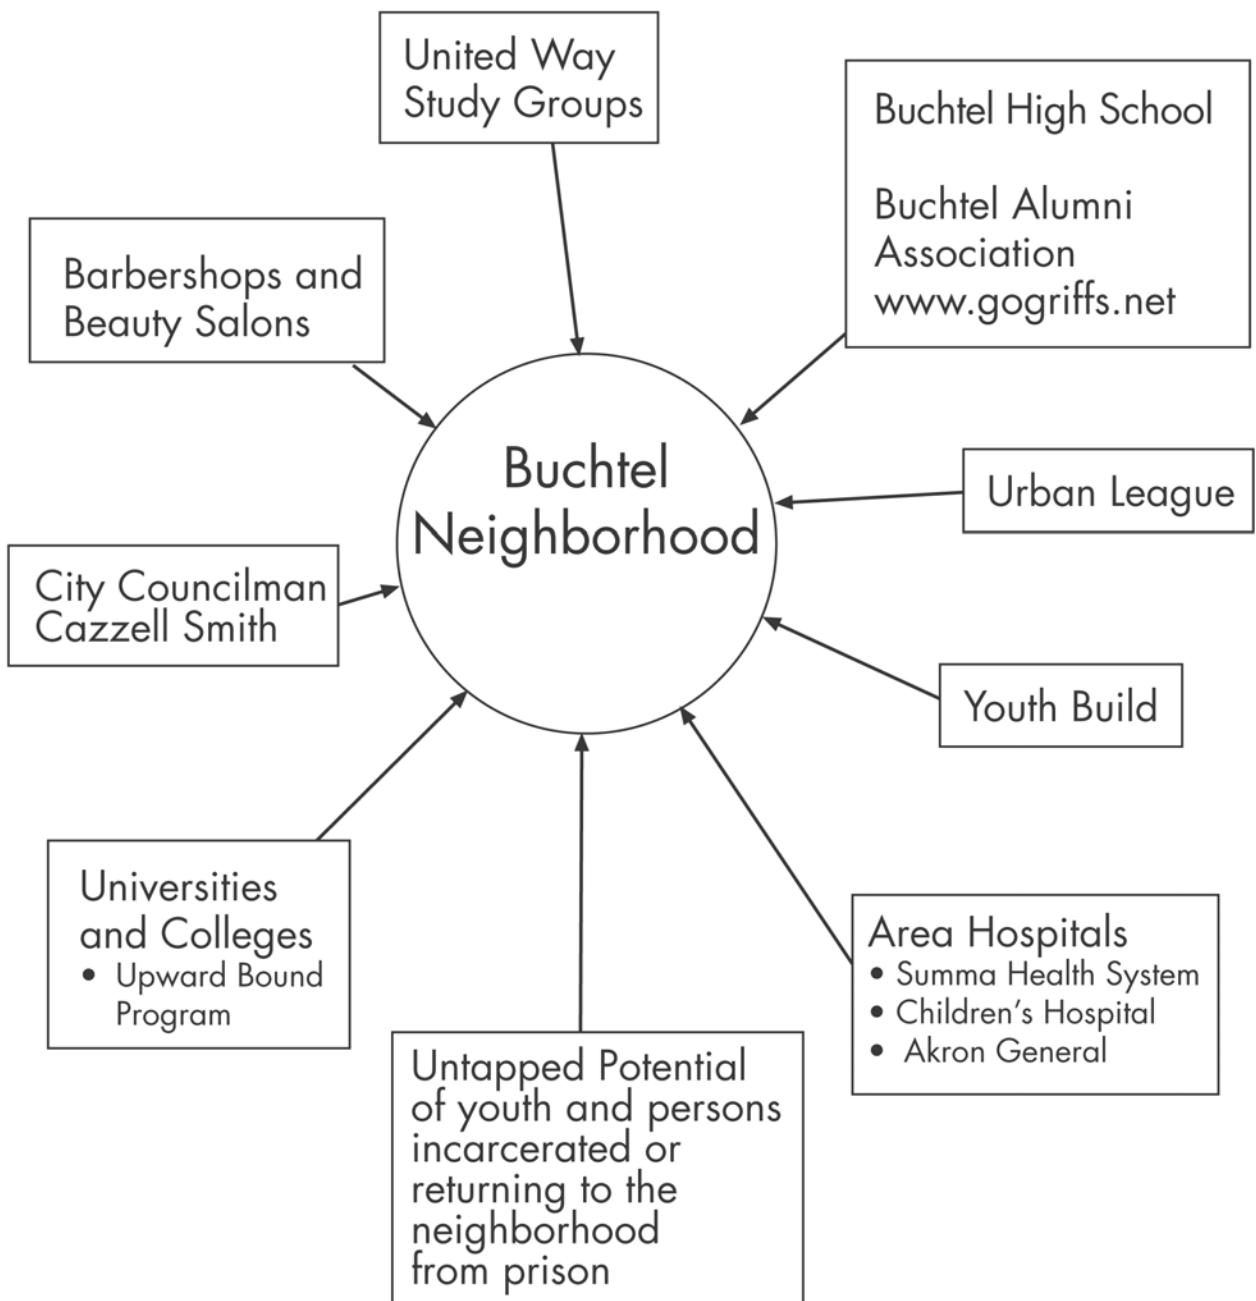 United Way
Study Groups
Buchtel High School
Buchtel Alumni
Association
www.gogriffs.net
Barbershops and
Beauty Salons
Buchtel
Neighborhood
Urban League
City Councilman
Cazzell Smith
Youth Build
Universities
and Colleges
• Upward Bound
Program
Area Hospitals
• Summa Health System
• Children's Hospital
• Akron General
Untapped Potential
of youth and persons
incarcerated or
returning to the
neighborhood
from prison